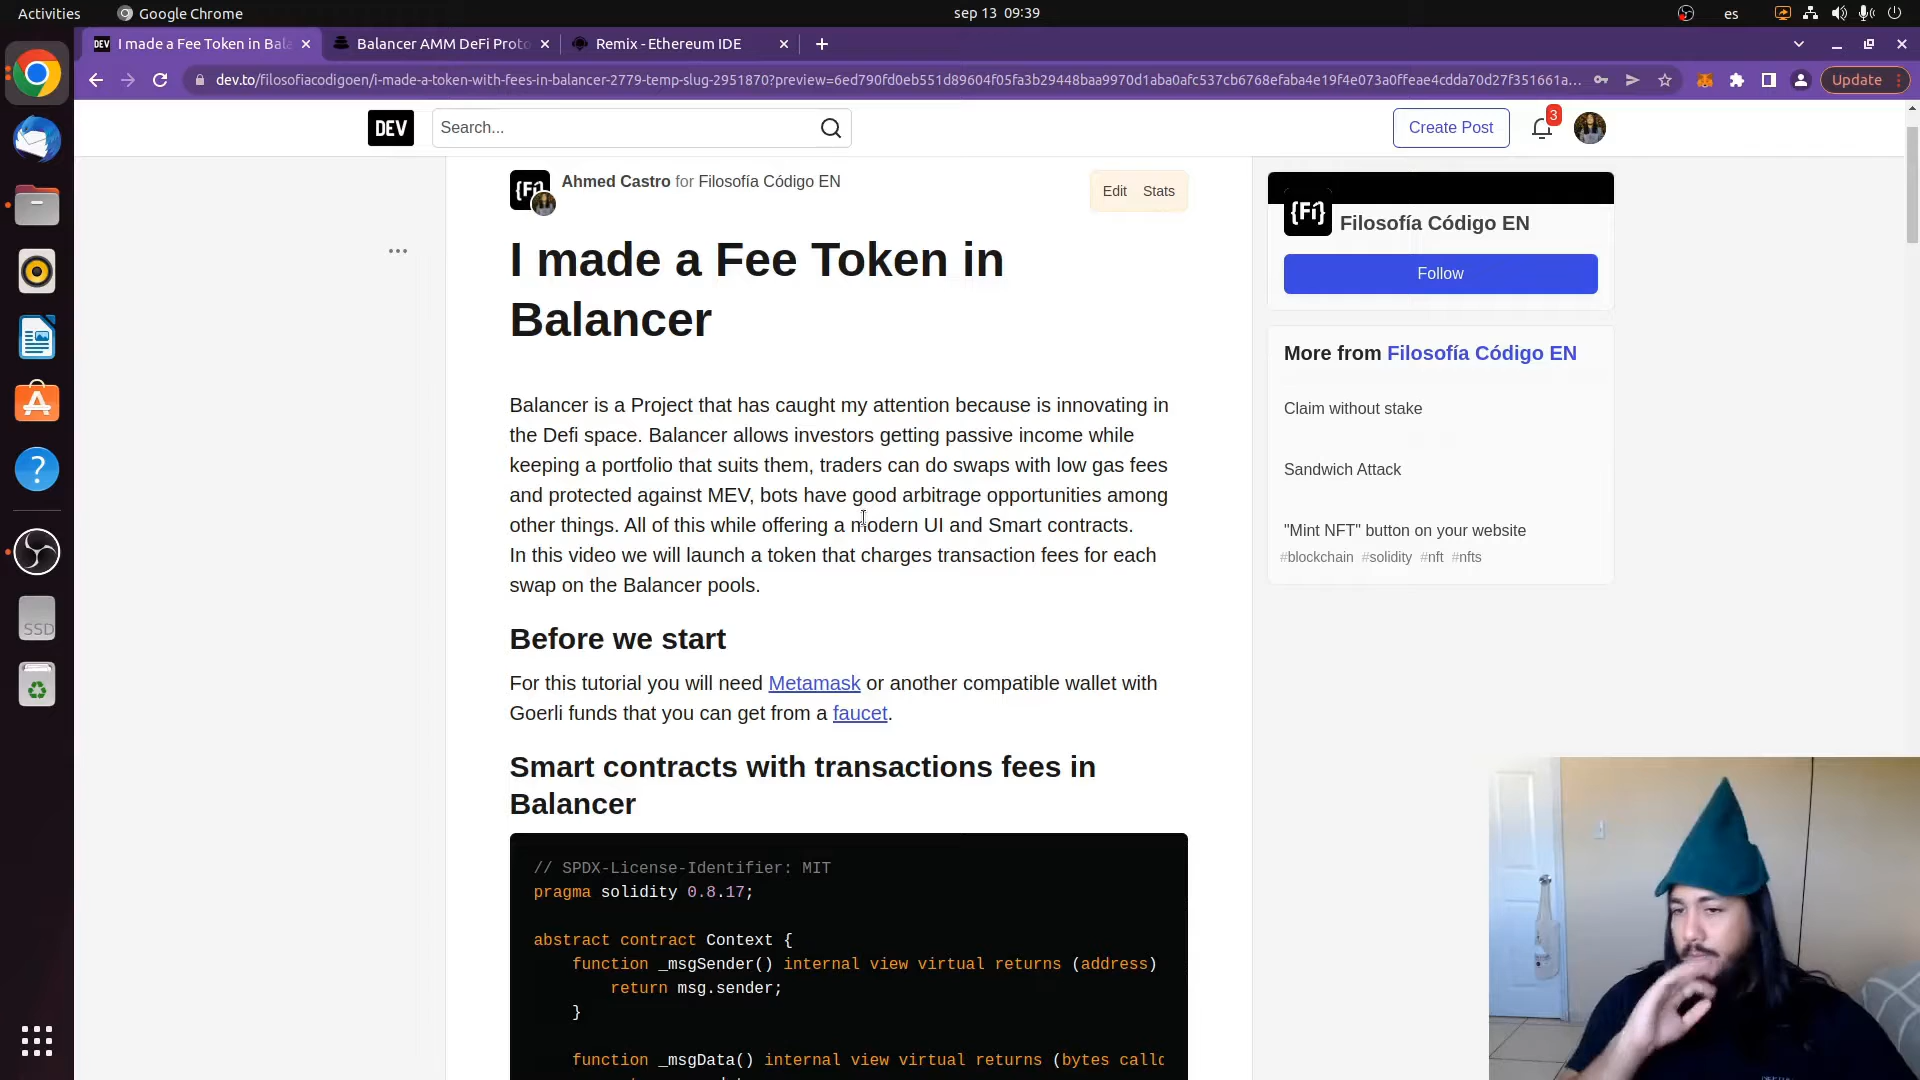 Activities
Google Chrome
sep 13 09:39
es
DEV
I made a Fee Token in Bala
Balancer AMM DeFi Proto
Remix - Ethereum IDE
dev.to/filosofiacodigoen/i-made-a-token-with-fees-in-balancer-2779-temp-slug-2951870?preview=6ed790fd0eb551d89604f05fa3b29448baa9970d1aba0afc537cb6768efaba4e19f4e073a0ffeae4cdda70d27f351661a...
Update
DEV
Search...
Create Post
3
{Fi}
Ahmed Castro for Filosofía Código EN
Edit Stats
I made a Fee Token in
Balancer
Balancer is a Project that has caught my attention because is innovating in
the Defi space. Balancer allows investors getting passive income while
keeping a portfolio that suits them, traders can do swaps with low gas fees
and protected against MEV, bots have good arbitrage opportunities among
other things. All of this while offering a modern UI and Smart contracts.
In this video we will launch a token that charges transaction fees for each
swap on the Balancer pools.
Before we start
For this tutorial you will need Metamask or another compatible wallet with
Goerli funds that you can get from a faucet.
Smart contracts with transactions fees in
Balancer
// SPDX-License-Identifier: MIT
pragma solidity 0.8.17;
abstract contract Context {
function _msgSender() internal view virtual returns (address)
return msg.sender;
}
function _msgData() internal view virtual returns (bytes callc
{Fi}
Filosofía Código EN
Follow
More from Filosofía Código EN
Claim without stake
Sandwich Attack
"Mint NFT" button on your website
#blockchain #solidity #nft #nfts
SSD